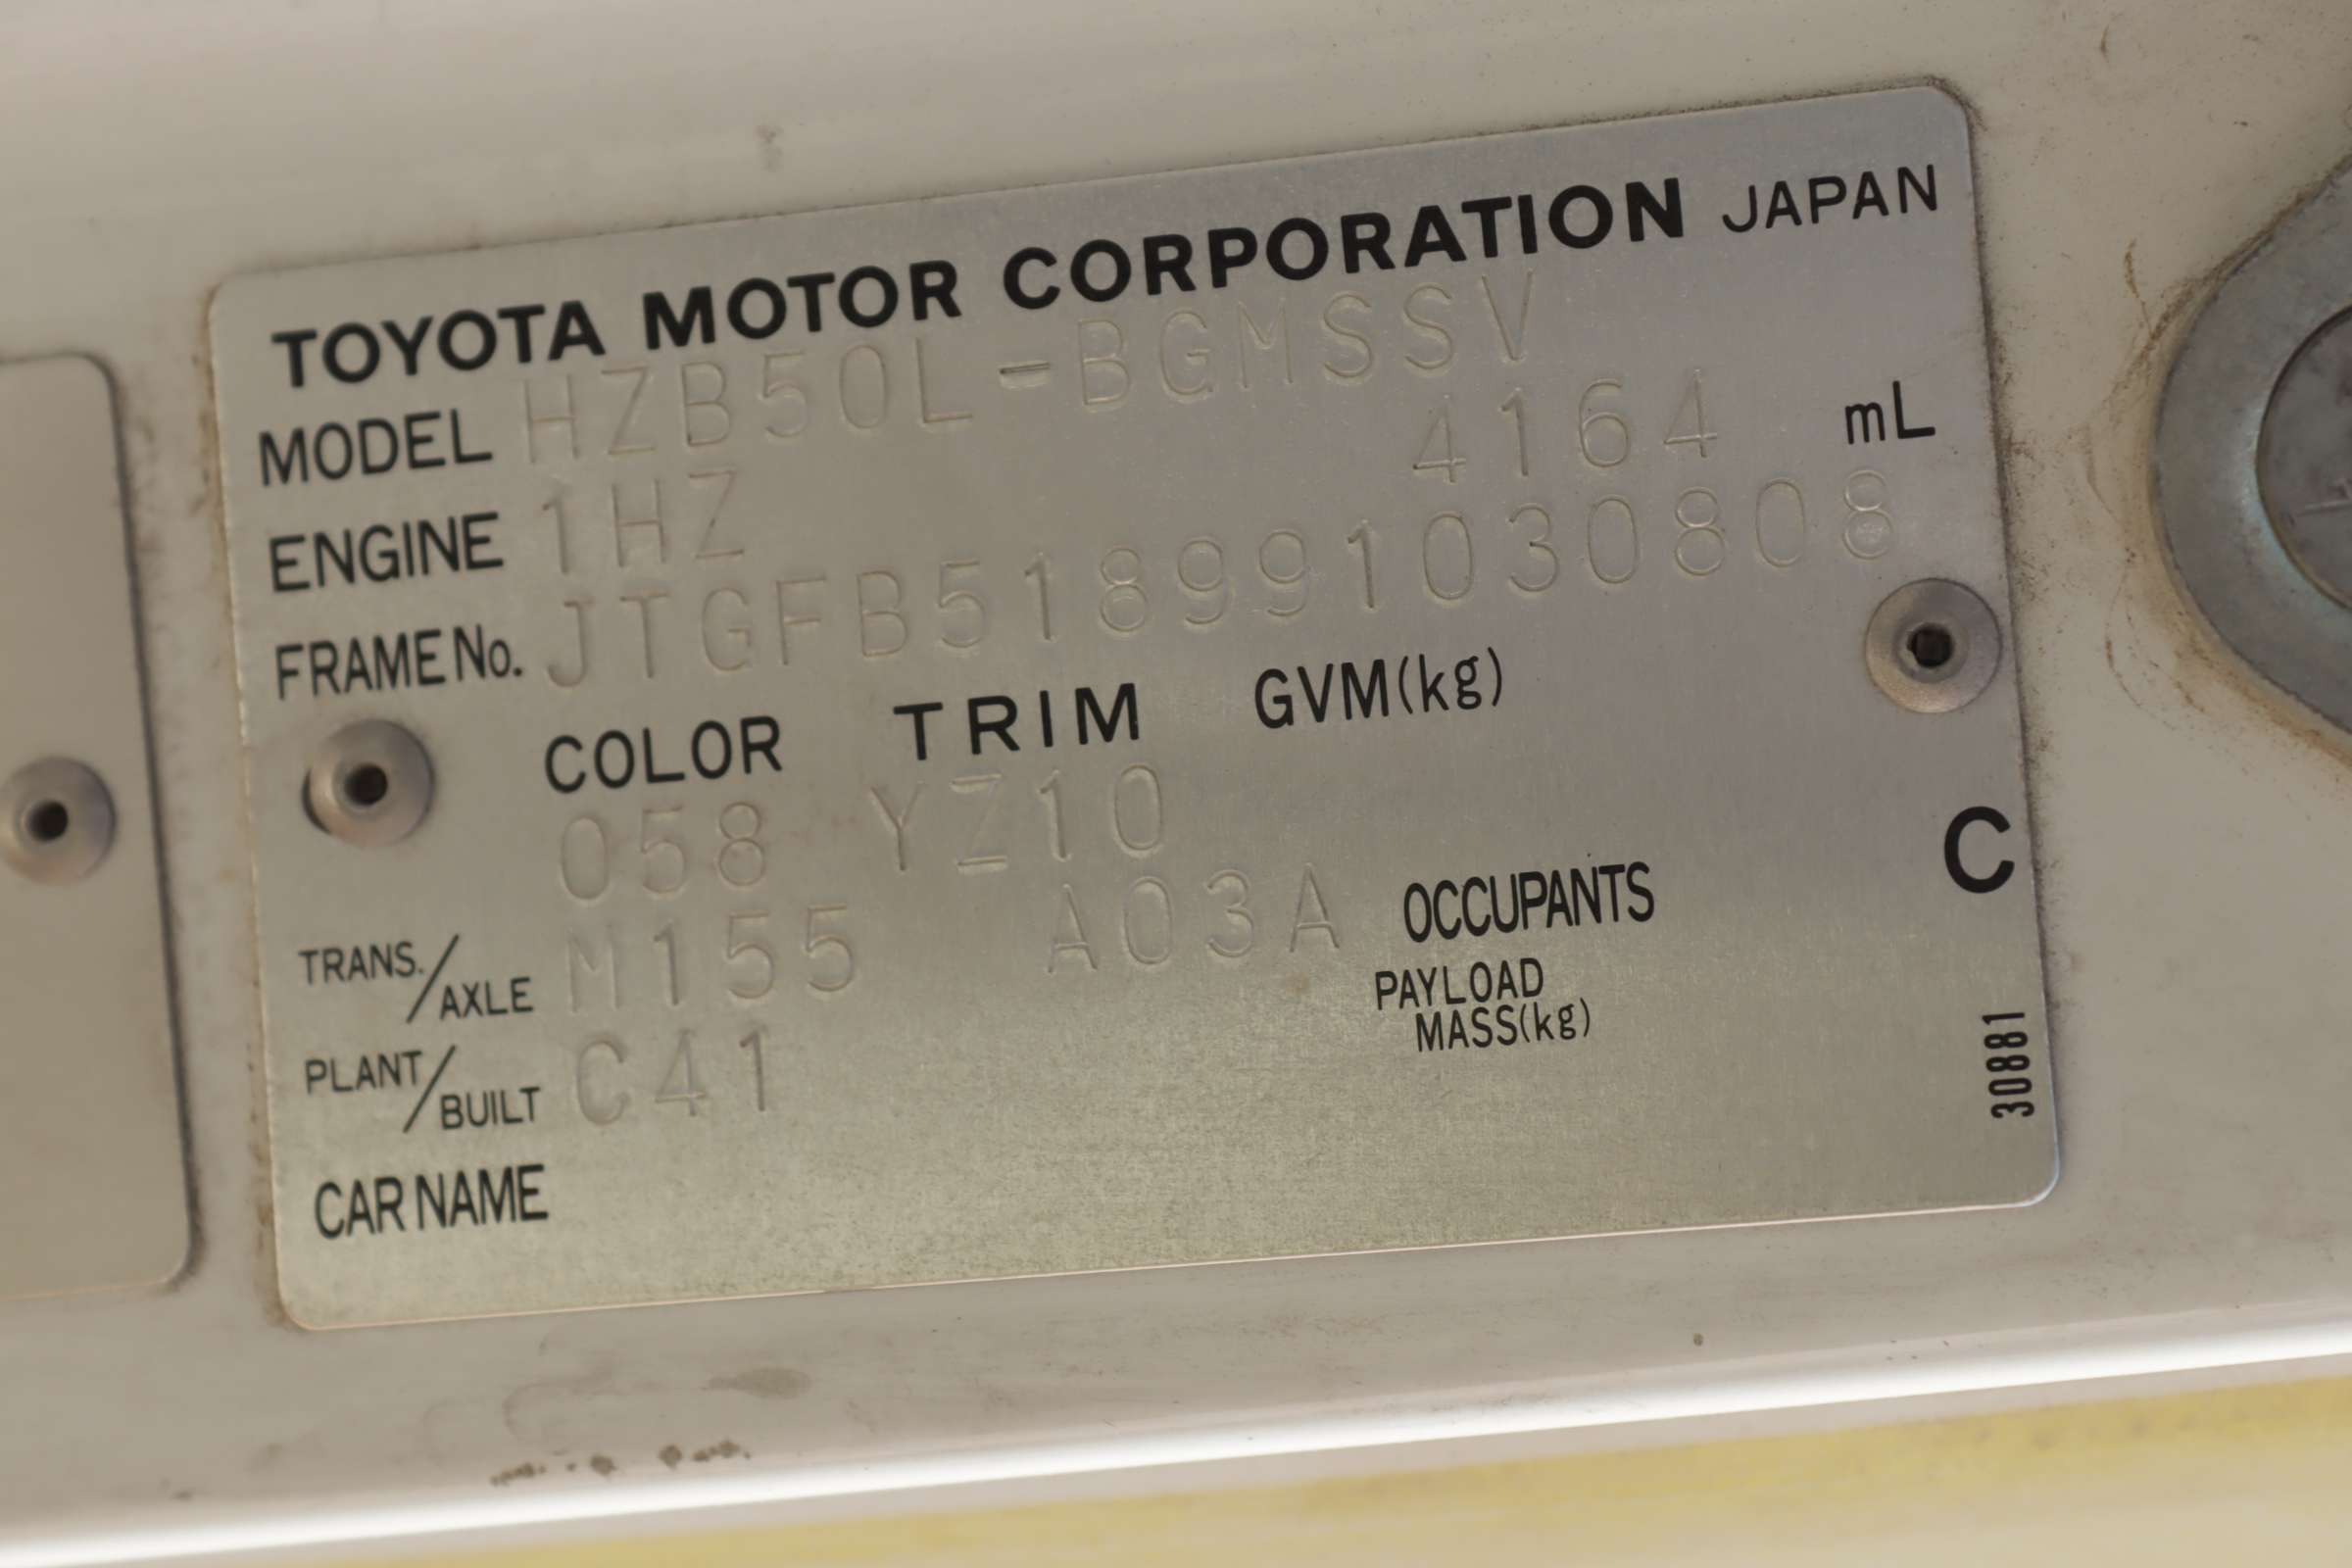 TOYOTA MOTOR CORPORATION JAPAN
MODEL HZB50L-BGMSSV
ENGINE 1HZ 4164 mL
FRAME No. JTGFB518991030808
COLOR TRIM GVM(kg)
058 YZ10
C
TRANS./AXLE M155 A03A OCCUPANTS
PAYLOAD MASS(kg)
PLANT/BUILT C41
CAR NAME
30881